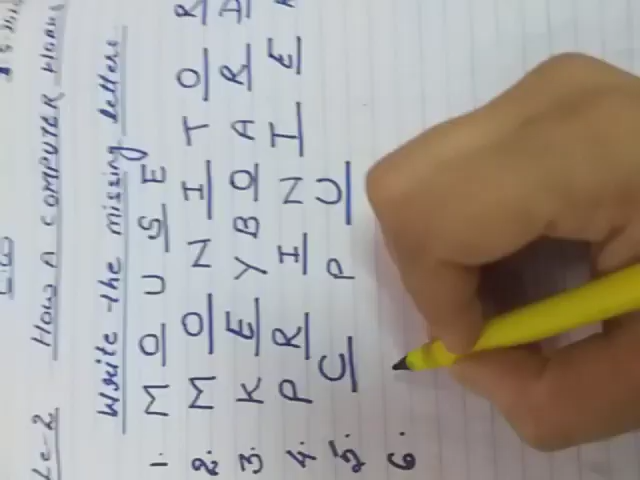 C.W
Le-2 How A COMPUTER Works
Write the missing letters
1. M O U S E
2. M O N I T O R
3. K E Y B O A R D
4. P R I N T E R
5. C P U
6.